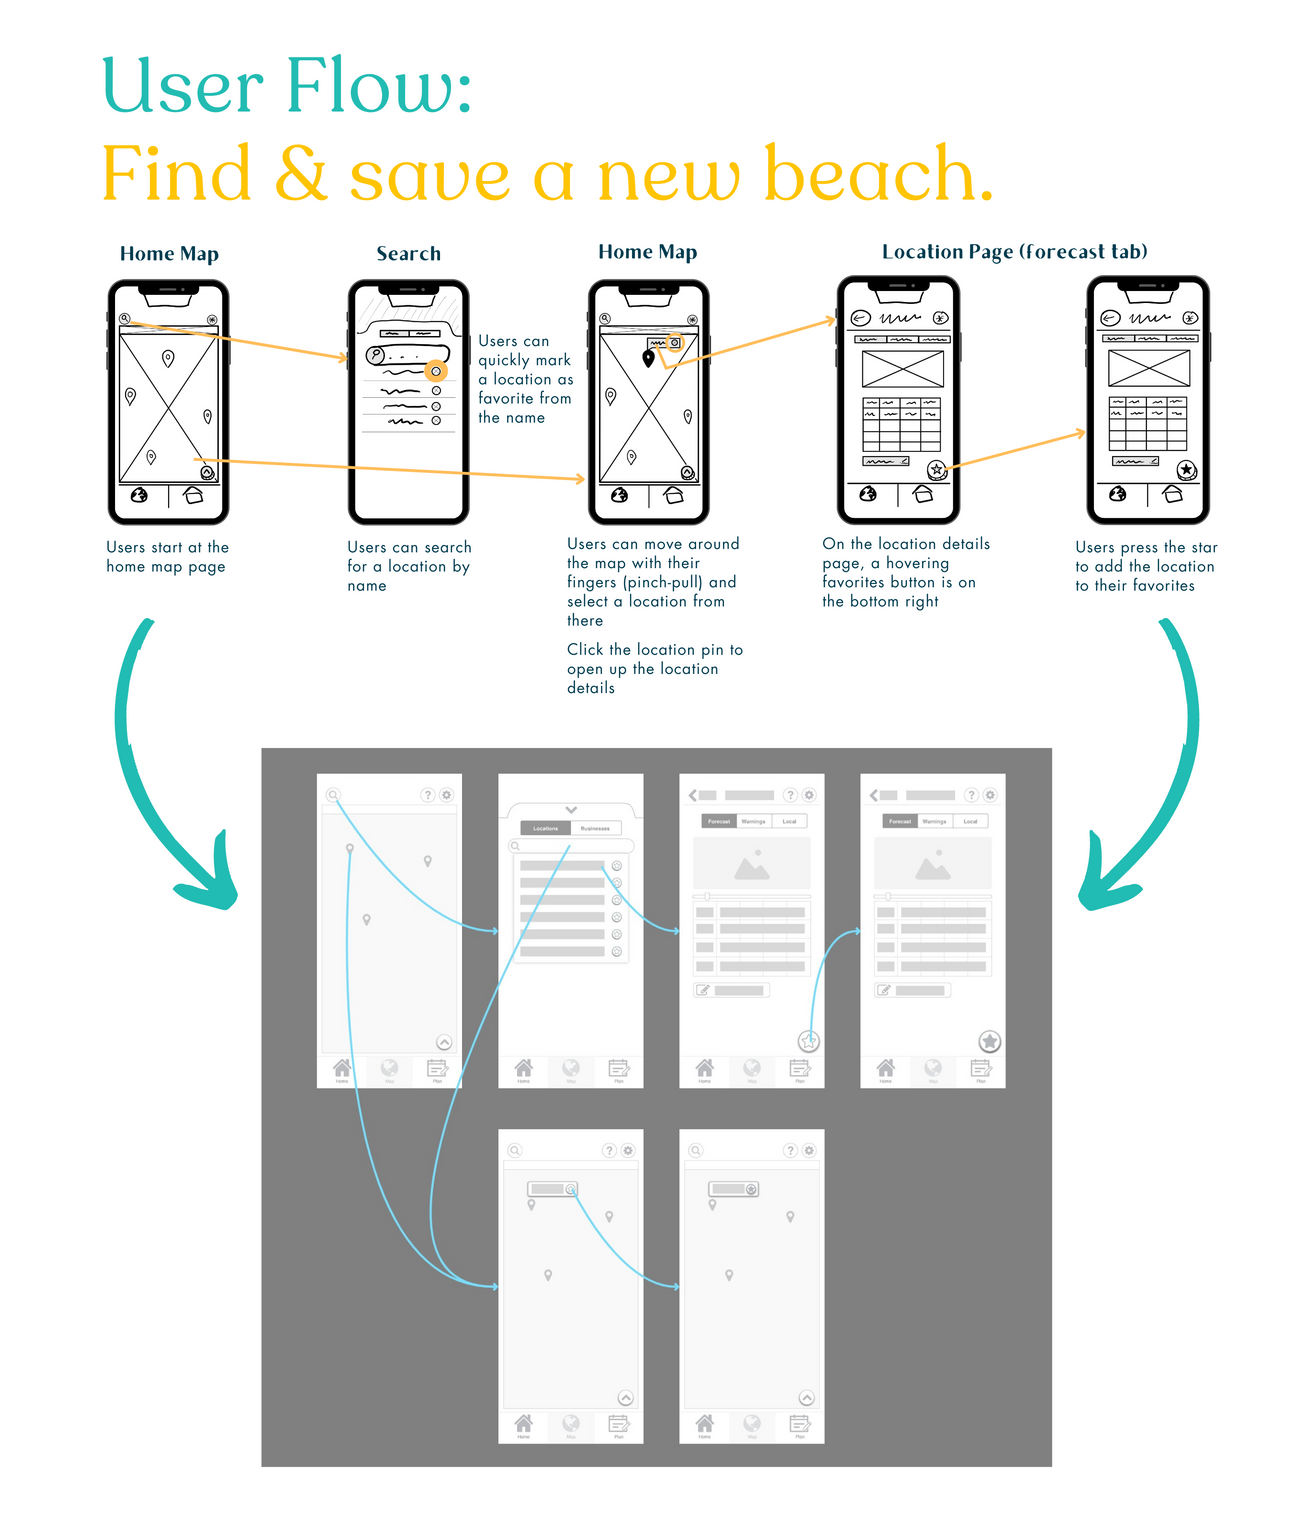 User Flow:
Find & save a new beach.
Home Map
Search
Home Map
Location Page (forecast tab)
Users can
quickly mark
a location as
favorite from
the name
Users start at the
home map page
Users can search
for a location by
name
Users can move around
the map with their
fingers (pinch-pull) and
select a location from
there
Click the location pin to
open up the location
details
On the location details
page, a hovering
favorites button is on
the bottom right
Users press the star
to add the location
to their favorites
? 
Locations Businesses
?
Forecast Warnings Local
?
Forecast Warnings Local
Home Map Plan
Home Map Plan
Home Map Plan
Home Map Plan
?
?
Home Map Plan
Home Map Plan